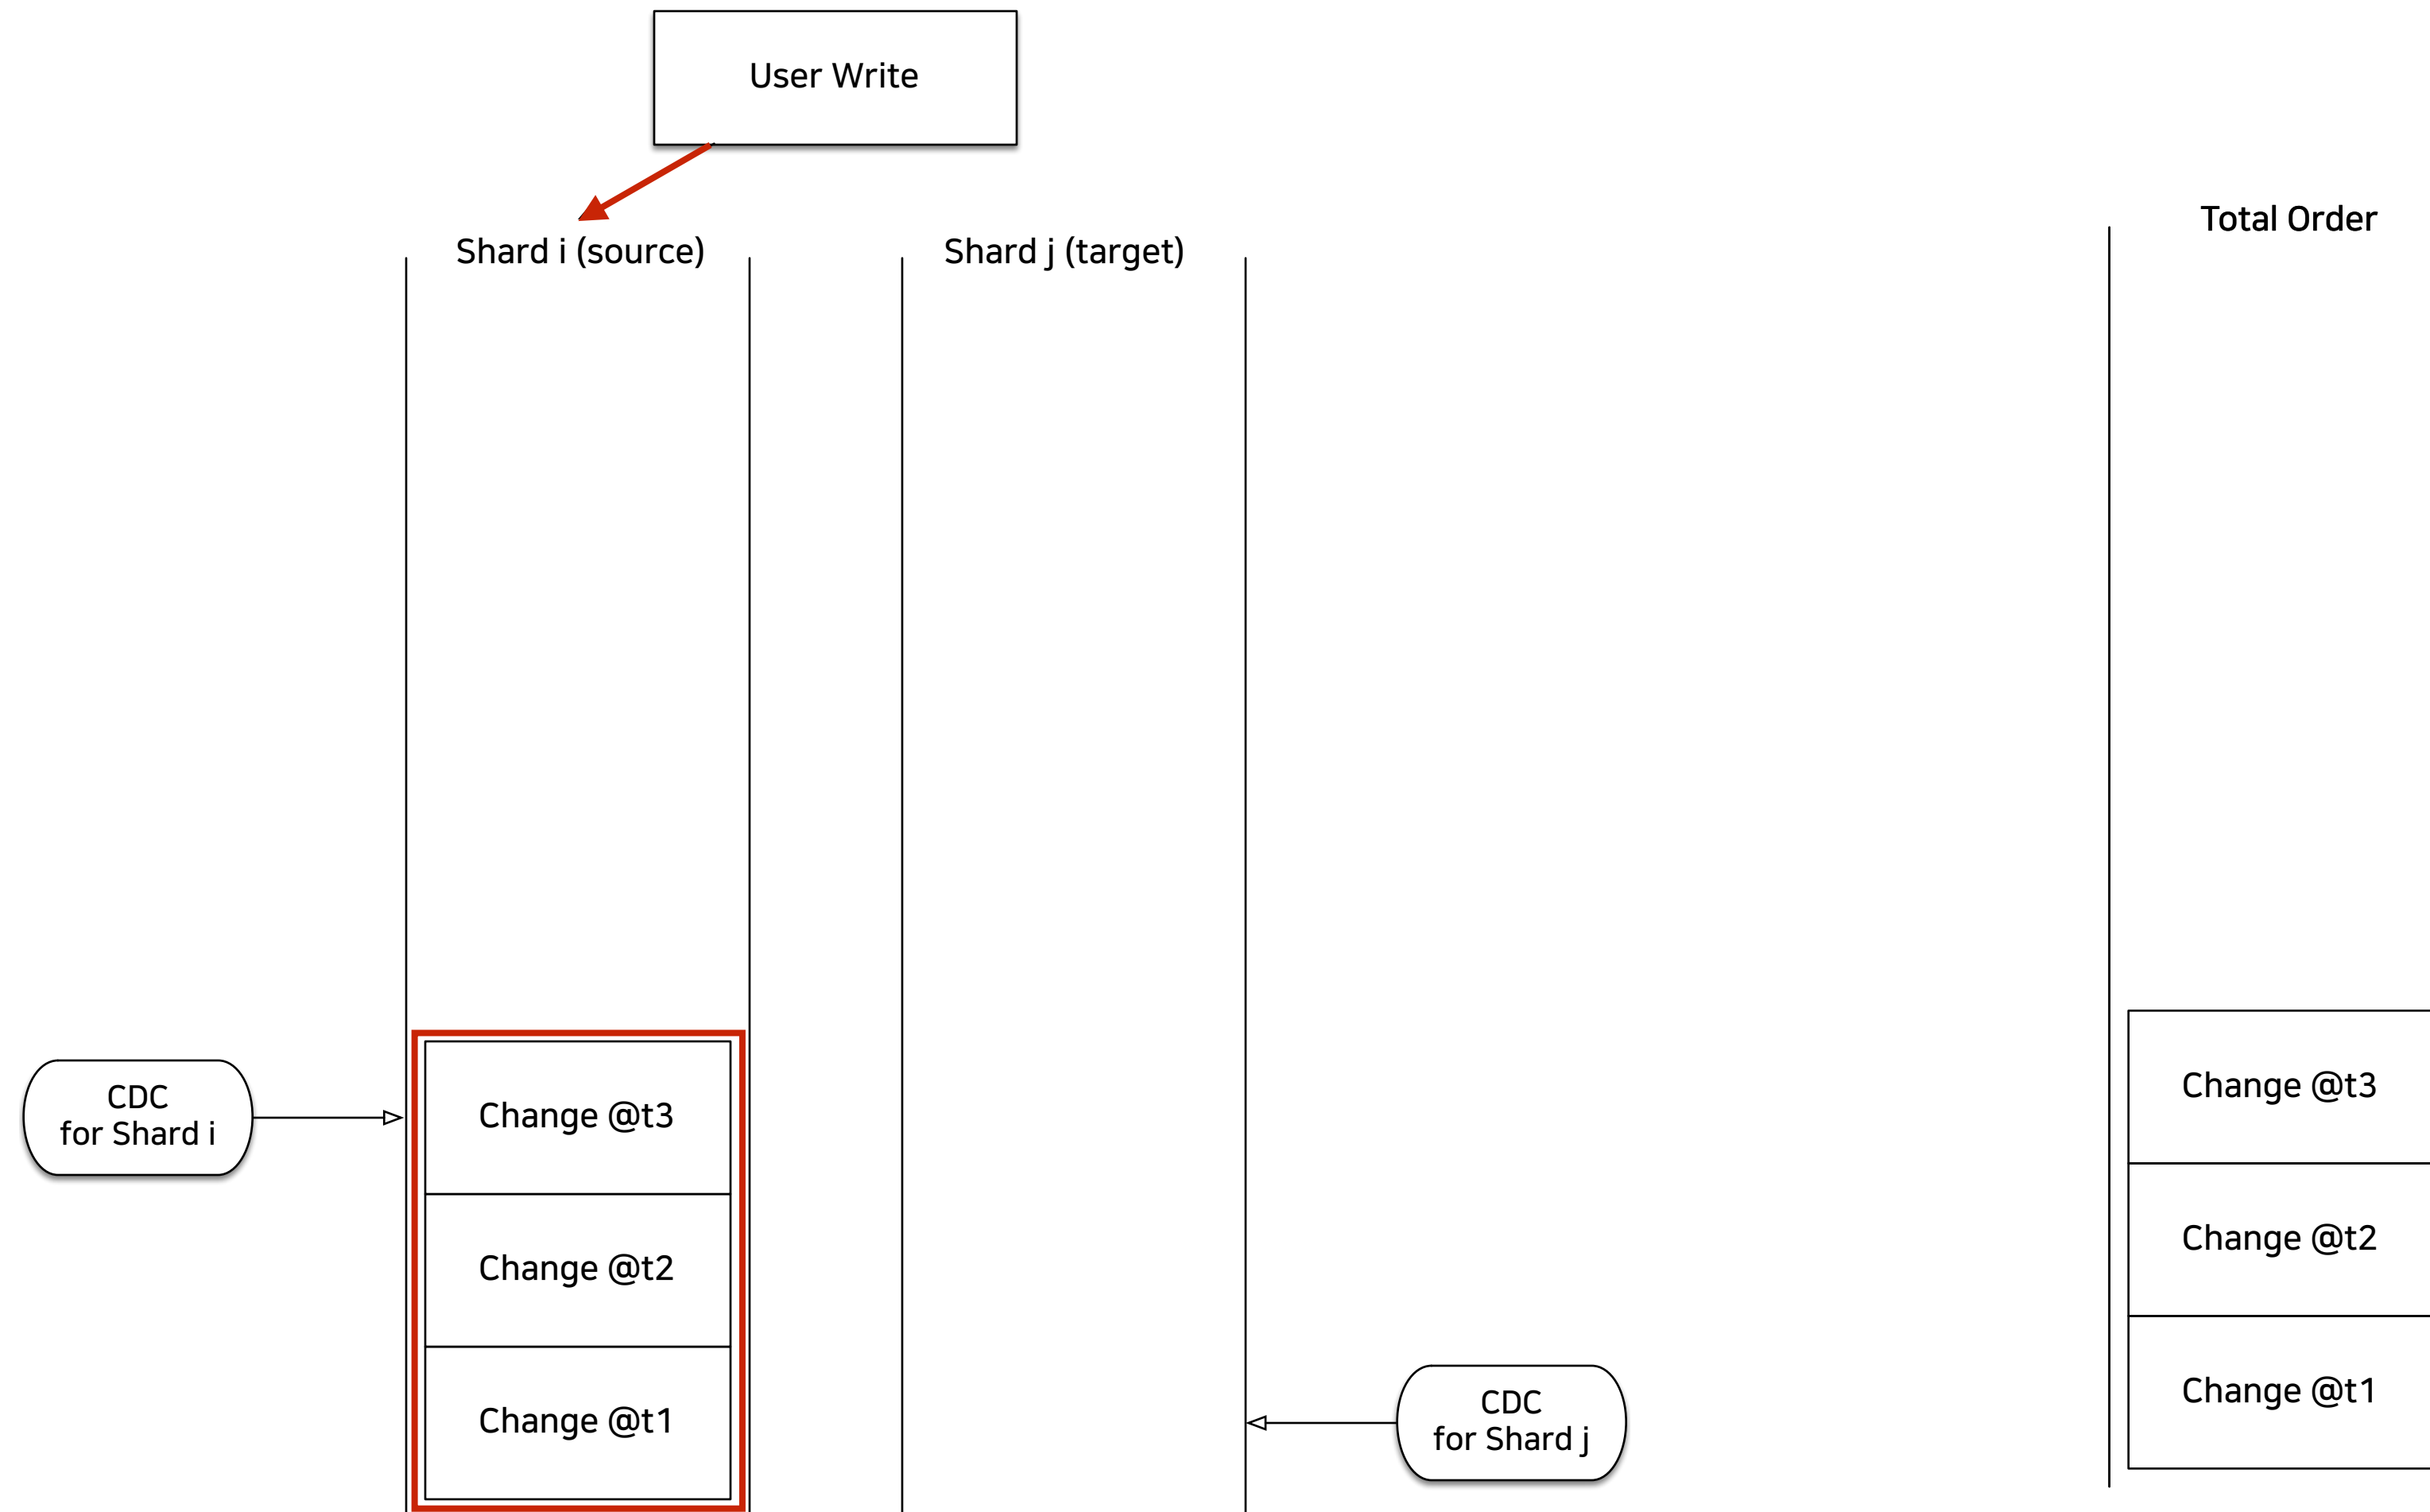 User Write
Shard i (source)
Shard j (target)
Total Order
CDC
for Shard i
Change @t3
Change @t2
Change @t1
CDC
for Shard j
Change @t3
Change @t2
Change @t1